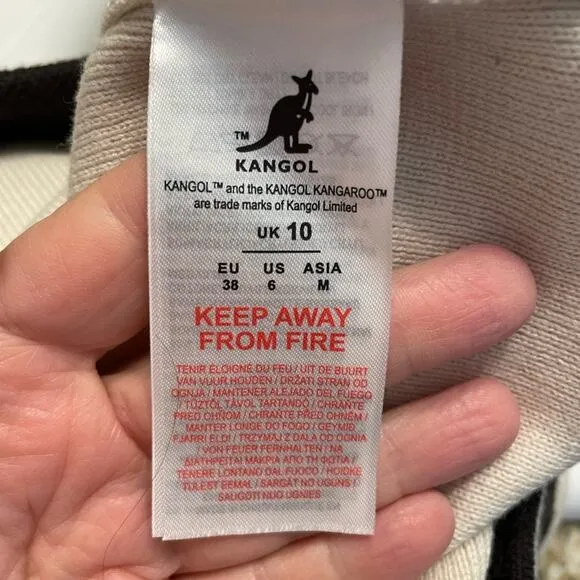 TM
KANGOL
KANGOL™ and the KANGOL KANGAROO™
are trade marks of Kangol Limited
UK 10
EU US ASIA
38 6 M
KEEP AWAY
FROM FIRE
TENIR ÉLOIGNÉ DU FEU / UIT DE BUURT
VAN VUUR HOUDEN / DRŽATI STRAN OD
OGNJA / MANTENER ALEJADO DEL FUEGO
/ TŰZTŐL TÁVOL TARTANDÓ / CHRÁŇTE
PRED OHŇOM / CHRAŇTE PŘED OHNĚM /
MANTER LONGE DO FOGO / GEYMIÐ
FJARRI ELDI / TRZYMAJ Z DALA OD OGNIA
/ VON FEUER FERNHALTEN / ΝΑ
ΔΙΑΤΗΡΕΙΤΑΙ ΜΑΚΡΙΑ ΑΠΟ ΤΗ ΦΩΤΙΑ /
TENERE LONTANO DAL FUOCO / HOIDKE
TULEST EEMAL / SARGĀT NO UGUNS /
SAUGOTI NUO UGNIES